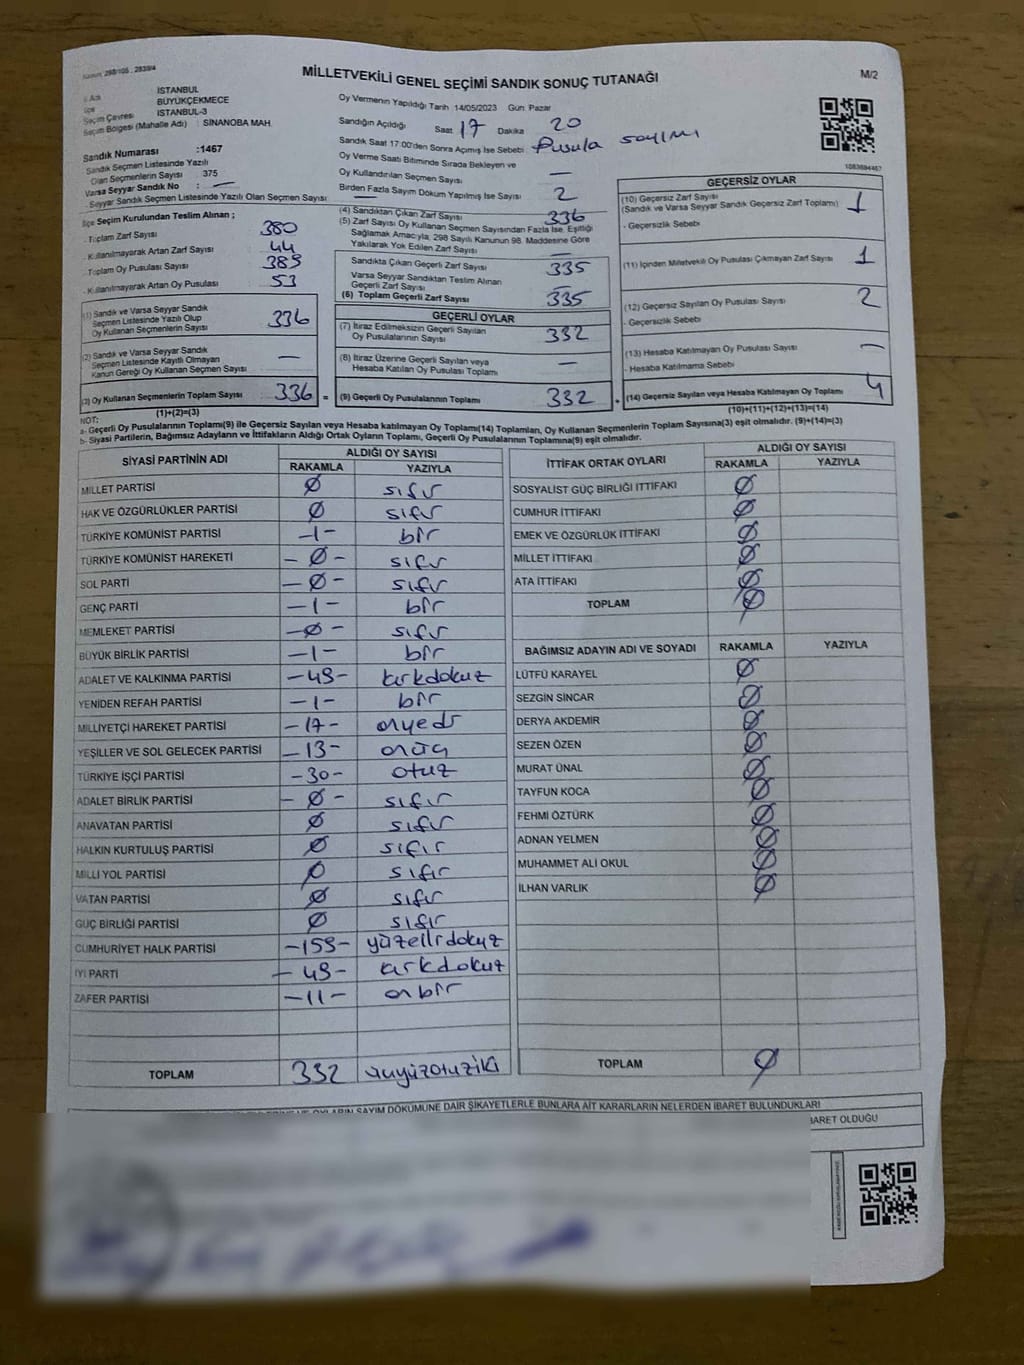 Kanun: 298/105 , 2839/4
MİLLETVEKİLİ GENEL SEÇİMİ SANDIK SONUÇ TUTANAĞI
M/2
İl Adı İSTANBUL
İlçe BÜYÜKÇEKMECE
Seçim Çevresi İSTANBUL-3
Seçim Bölgesi (Mahalle Adı) : SİNANOBA MAH.
Sandık Numarası :1467
Sandık Seçmen Listesinde Yazılı
Olan Seçmenlerin Sayısı 375
Varsa Seyyar Sandık No : —
Seyyar Sandık Seçmen Listesinde Yazılı Olan Seçmen Sayısı —
Oy Vermenin Yapıldığı Tarih 14/05/2023 Gün Pazar
Sandığın Açıldığı Saat 17 Dakika 20
Sandık Saat 17:00'den Sonra Açılmış İse Sebebi Pusula sayımı
Oy Verme Saati Bitiminde Sırada Bekleyen ve
Oy Kullandırılan Seçmen Sayısı —
Birden Fazla Sayım Döküm Yapılmış İse Sayısı 2
1083684467
İlçe Seçim Kurulundan Teslim Alınan ;
- Toplam Zarf Sayısı 380
- Kullanılmayarak Artan Zarf Sayısı 44
- Toplam Oy Pusulası Sayısı 389
- Kullanılmayarak Artan Oy Pusulası 53
(1) Sandık ve Varsa Seyyar Sandık
Seçmen Listesinde Yazılı Olup
Oy Kullanan Seçmenlerin Sayısı 336
(2) Sandık ve Varsa Seyyar Sandık
Seçmen Listesinde Kayıtlı Olmayan
Kanun Gereği Oy Kullanan Seçmen Sayısı —
(3) Oy Kullanan Seçmenlerin Toplam Sayısı 336 =
(1)+(2)=(3)
(4) Sandıktan Çıkan Zarf Sayısı 336
(5) Zarf Sayısı Oy Kullanan Seçmen Sayısından Fazla İse, Eşitliği
Sağlamak Amacıyla, 298 Sayılı Kanunun 98. Maddesine Göre
Yakılarak Yok Edilen Zarf Sayısı —
Sandıkta Çıkan Geçerli Zarf Sayısı 335
Varsa Seyyar Sandıktan Teslim Alınan
Geçerli Zarf Sayısı —
(6) Toplam Geçerli Zarf Sayısı 335
GEÇERLİ OYLAR
(7) İtiraz Edilmeksizin Geçerli Sayılan
Oy Pusulalarının Sayısı 332
(8) İtiraz Üzerine Geçerli Sayılan veya
Hesaba Katılan Oy Pusulası Toplamı —
(9) Geçerli Oy Pusulalarının Toplamı 332 +
GEÇERSİZ OYLAR
(10) Geçersiz Zarf Sayısı
(Sandık ve Varsa Seyyar Sandık Geçersiz Zarf Toplamı) 1
- Geçersizlik Sebebi
(11) İçinden Milletvekili Oy Pusulası Çıkmayan Zarf Sayısı 1
(12) Geçersiz Sayılan Oy Pusulası Sayısı 2
- Geçersizlik Sebebi
(13) Hesaba Katılmayan Oy Pusulası Sayısı —
- Hesaba Katılmama Sebebi
(14) Geçersiz Sayılan veya Hesaba Katılmayan Oy Toplamı 4
(10)+(11)+(12)+(13)=(14)
NOT:
a- Geçerli Oy Pusulalarının Toplamı(9) ile Geçersiz Sayılan veya Hesaba Katılmayan Oy Toplamı(14) Toplamları, Oy Kullanan Seçmenlerin Toplam Sayısına(3) eşit olmalıdır. (9)+(14)=(3)
b- Siyasi Partilerin, Bağımsız Adayların ve İttifakların Aldığı Ortak Oyların Toplamı, Geçerli Oy Pusulalarının Toplamına(9) eşit olmalıdır.
SİYASİ PARTİNİN ADI ALDIĞI OY SAYISI
RAKAMLA YAZIYLA
MİLLET PARTİSİ Ø sıfır
HAK VE ÖZGÜRLÜKLER PARTİSİ Ø sıfır
TÜRKİYE KOMÜNİST PARTİSİ -1- bir
TÜRKİYE KOMÜNİST HAREKETİ -Ø- sıfır
SOL PARTİ -Ø- sıfır
GENÇ PARTİ -1- bir
MEMLEKET PARTİSİ -Ø- sıfır
BÜYÜK BİRLİK PARTİSİ -1- bir
ADALET VE KALKINMA PARTİSİ -49- kırkdokuz
YENİDEN REFAH PARTİSİ -1- bir
MİLLİYETÇİ HAREKET PARTİSİ -17- onyedi
YEŞİLLER VE SOL GELECEK PARTİSİ -13- onüç
TÜRKİYE İŞÇİ PARTİSİ -30- otuz
ADALET BİRLİK PARTİSİ -Ø- sıfır
ANAVATAN PARTİSİ Ø sıfır
HALKIN KURTULUŞ PARTİSİ Ø sıfır
MİLLİ YOL PARTİSİ Ø sıfır
VATAN PARTİSİ Ø sıfır
GÜÇ BİRLİĞİ PARTİSİ Ø sıfır
CUMHURİYET HALK PARTİSİ -159- yüzellidokuz
İYİ PARTİ -49- kırkdokuz
ZAFER PARTİSİ -11- onbir
TOPLAM 332 üçyüzotuziki
İTTİFAK ORTAK OYLARI ALDIĞI OY SAYISI
RAKAMLA YAZIYLA
SOSYALİST GÜÇ BİRLİĞİ İTTİFAKI Ø
CUMHUR İTTİFAKI Ø
EMEK VE ÖZGÜRLÜK İTTİFAKI Ø
MİLLET İTTİFAKI Ø
ATA İTTİFAKI Ø
TOPLAM Ø
BAĞIMSIZ ADAYIN ADI VE SOYADI RAKAMLA YAZIYLA
LÜTFÜ KARAYEL Ø
SEZGİN SİNCAR Ø
DERYA AKDEMİR Ø
SEZEN ÖZEN Ø
MURAT ÜNAL Ø
TAYFUN KOCA Ø
FEHMİ ÖZTÜRK Ø
ADNAN YELMEN Ø
MUHAMMET ALİ OKUL Ø
İLHAN VARLIK Ø
TOPLAM Ø
OYLARIN SAYIM DÖKÜMÜNE DAİR ŞİKAYETLERLE BUNLARA AİT KARARLARIN NELERDEN İBARET BULUNDUKLARI
İBARET OLDUĞU